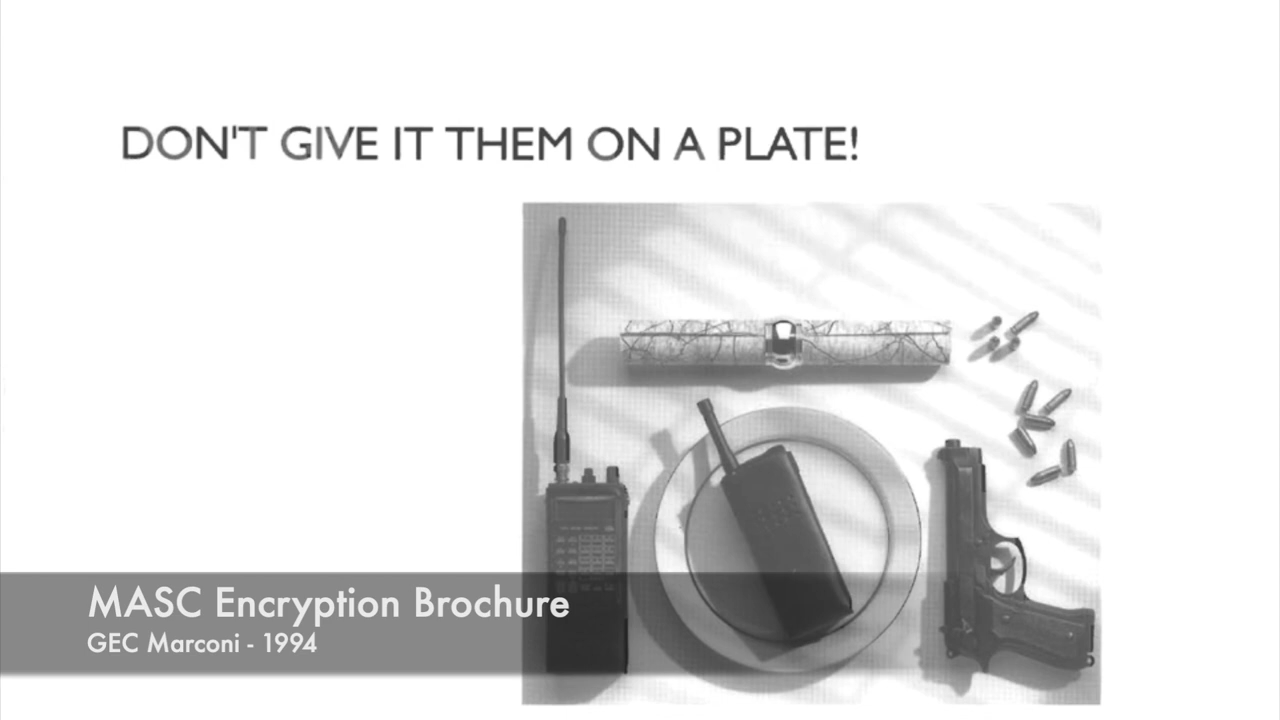 DON'T GIVE IT THEM ON A PLATE!
MASC Encryption Brochure
GEC Marconi - 1994